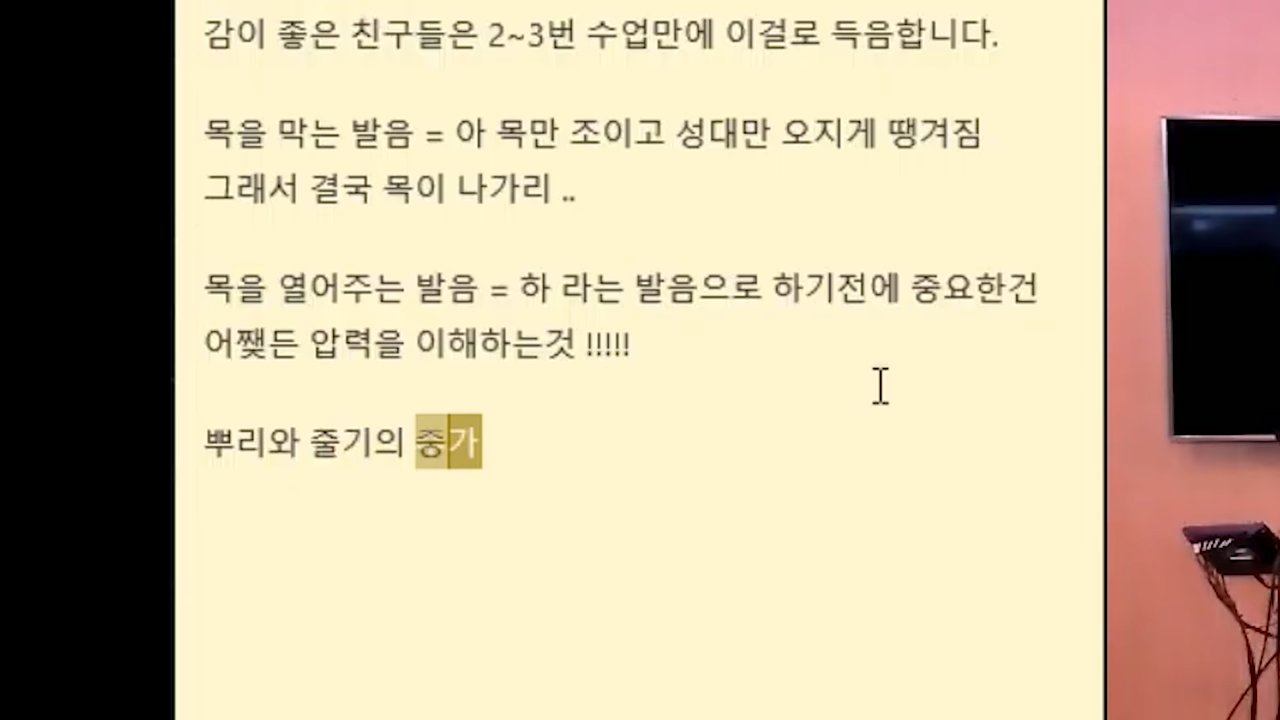 감이 좋은 친구들은 2~3번 수업만에 이걸로 득음합니다.
목을 막는 발음 = 아 목만 조이고 성대만 오지게 땡겨짐
그래서 결국 목이 나가리 ..
목을 열어주는 발음 = 하 라는 발음으로 하기전에 중요한건
어쨋든 압력을 이해하는것 !!!!!
뿌리와 줄기의 중가